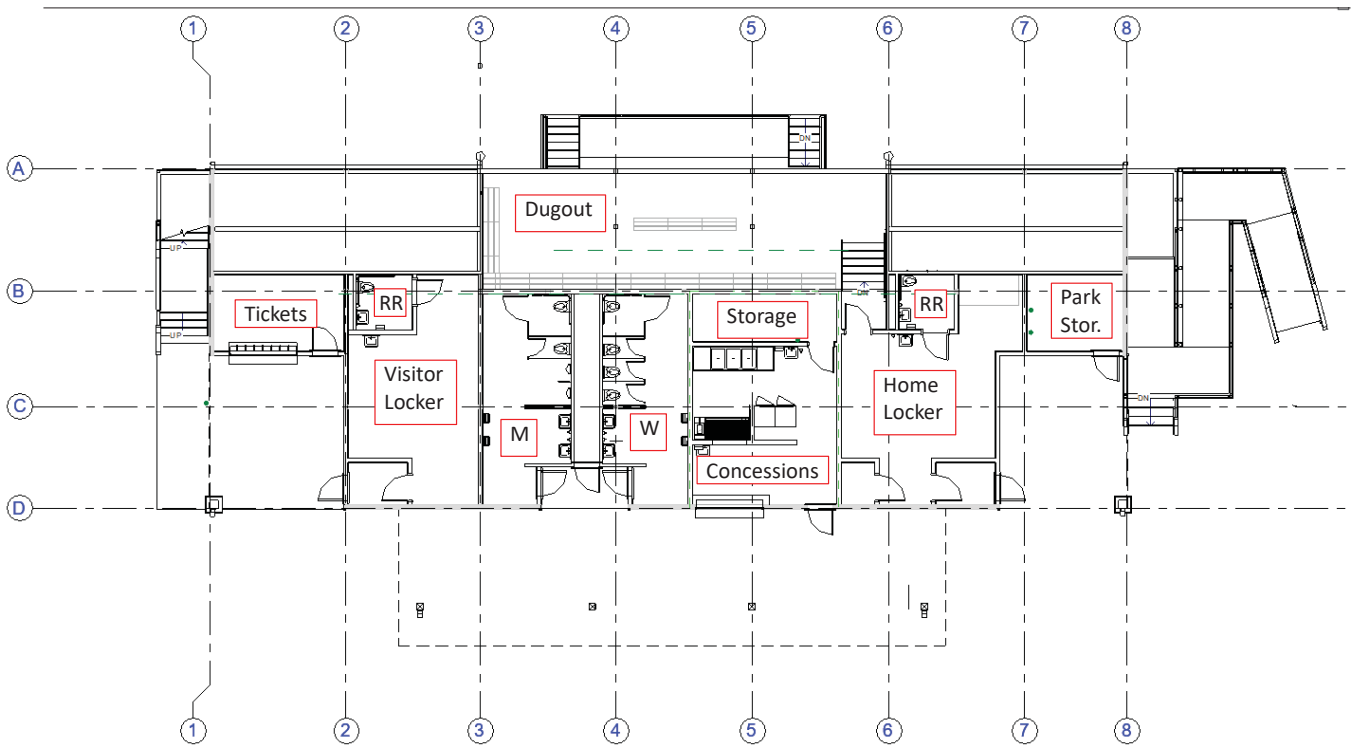 1 2 3 4 5 6 7 8
DN
A
Dugout
UP
B
DN
RR
RR
Tickets
Storage
Park
Stor.
UP
Visitor
Locker
Home
Locker
C
DN
M
W
Concessions
D
1 2 3 4 5 6 7 8